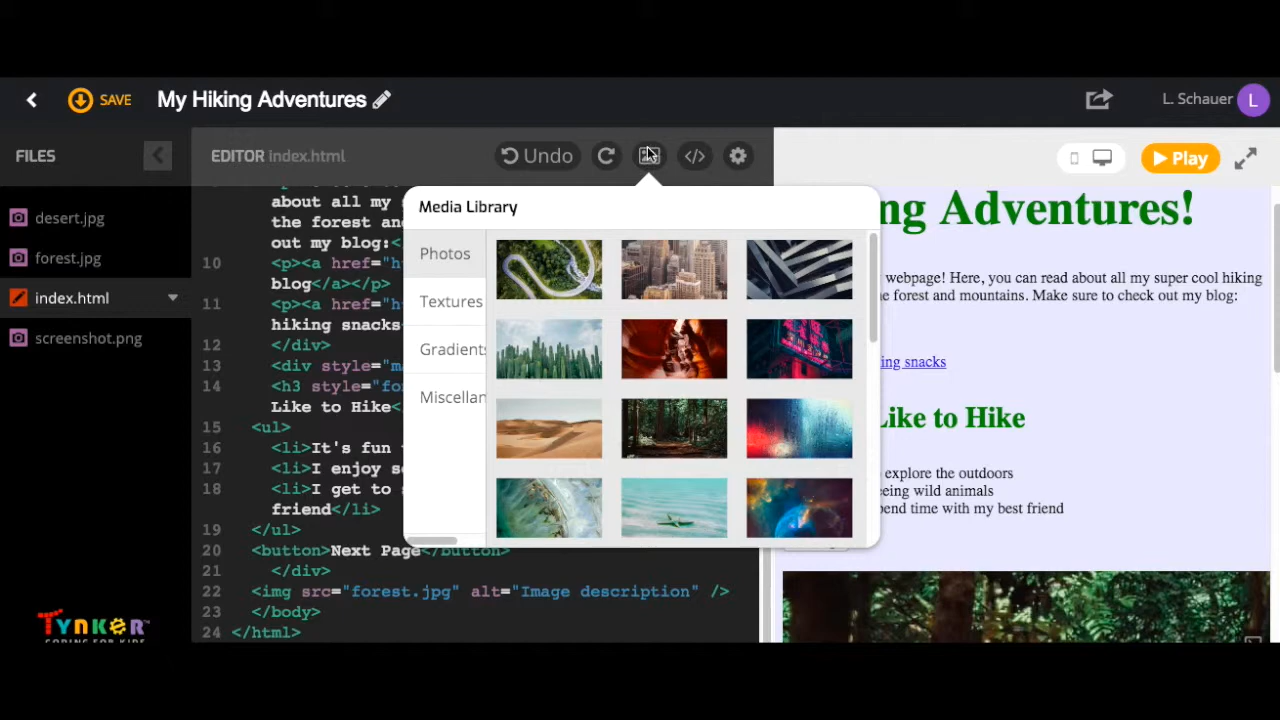 SAVE
My Hiking Adventures
L. Schauer
L
FILES
EDITOR index.html
Undo
</>
Play
desert.jpg
forest.jpg
index.html
screenshot.png
Media Library
Photos
Textures
Gradients
Miscellan
about all my
the forest and
out my blog:<
10 <p><a href="h
blog</a></p>
11 <p><a href="h
hiking snacks
12 </div>
13 <div style="m
14 <h3 style="fo
Like to Hike<
15 <ul>
16 <li>It's fun
17 <li>I enjoy s
18 <li>I get to
friend</li>
19 </ul>
20 <button>Next Page</button>
21 </div>
22 <img src="forest.jpg" alt="Image description" />
23 </body>
24 </html>
ng Adventures!
webpage! Here, you can read about all my super cool hiking
e forest and mountains. Make sure to check out my blog:
ing snacks
Like to Hike
explore the outdoors
eeing wild animals
pend time with my best friend
TYNKER
CODING FOR KIDS